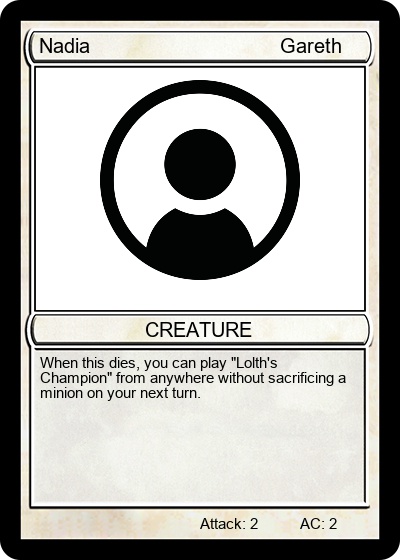 Nadia Gareth
CREATURE
When this dies, you can play "Lolth's
Champion" from anywhere without sacrificing a
minion on your next turn.
Attack: 2 AC: 2